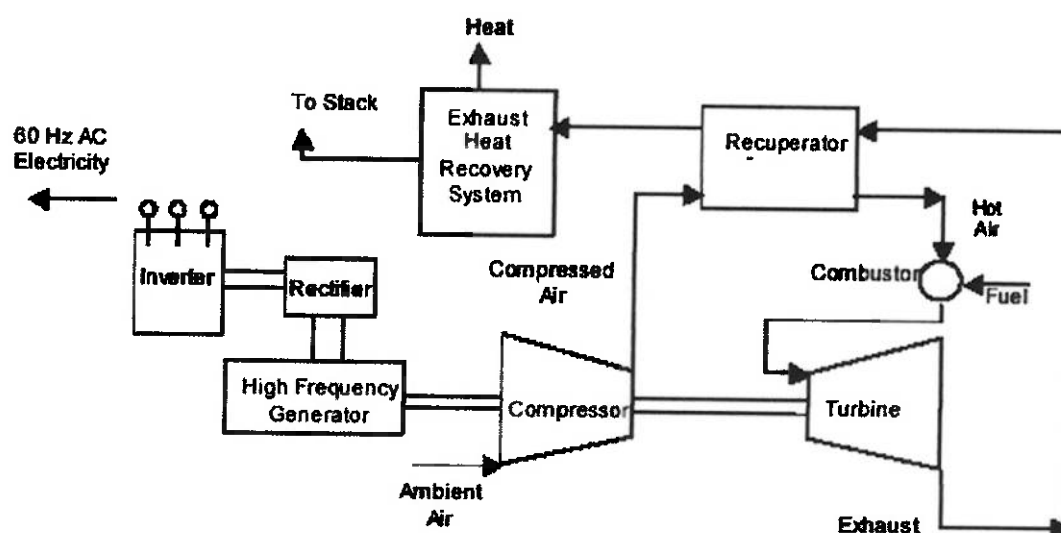 Heat
To Stack
Exhaust
Heat
Recovery
System
Recuperator
60 Hz AC
Electricity
Hot
Air
Inverter
Rectifier
Compressed
Air
Combustor
Fuel
High Frequency
Generator
Compressor
Turbine
Ambient
Air
Exhaust